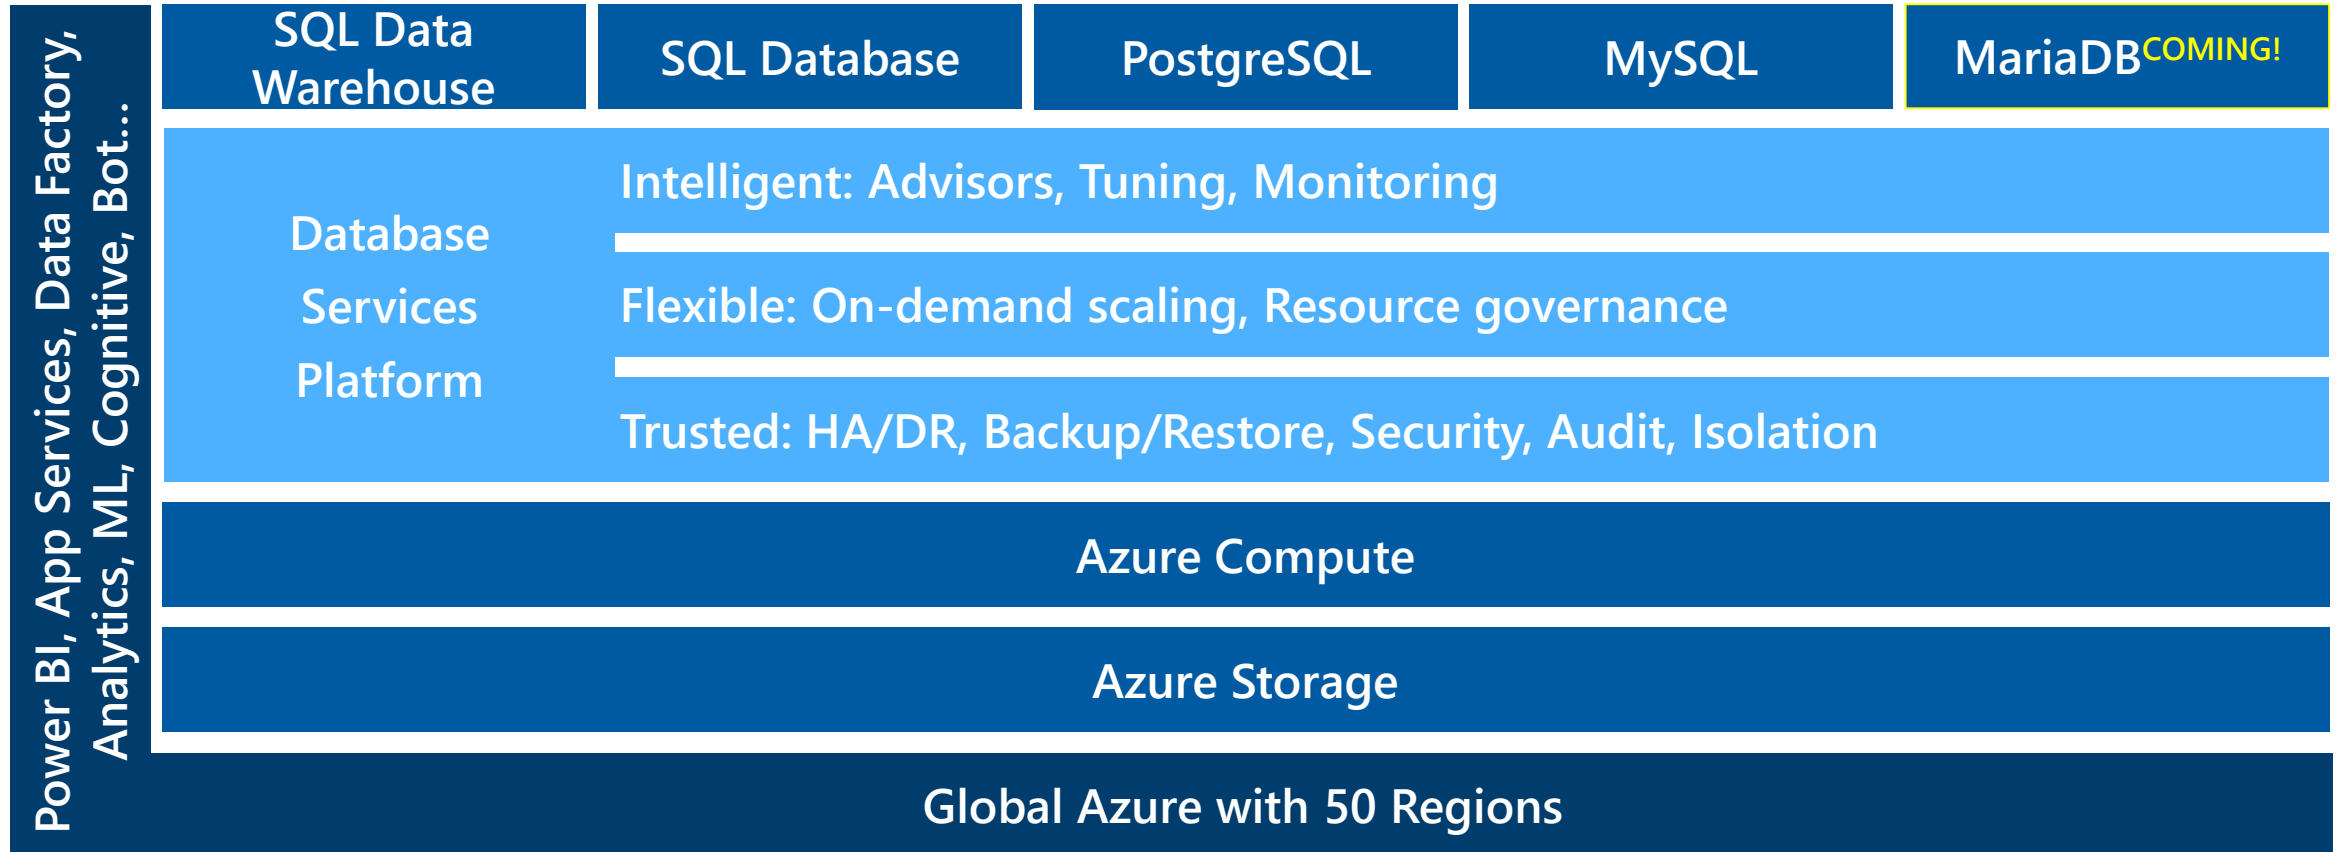 Power BI, App Services, Data Factory,
Analytics, ML, Cognitive, Bot...
SQL Data
Warehouse
SQL Database
PostgreSQL
MySQL
MariaDB COMING!
Database
Services
Platform
Intelligent: Advisors, Tuning, Monitoring
Flexible: On-demand scaling, Resource governance
Trusted: HA/DR, Backup/Restore, Security, Audit, Isolation
Azure Compute
Azure Storage
Global Azure with 50 Regions